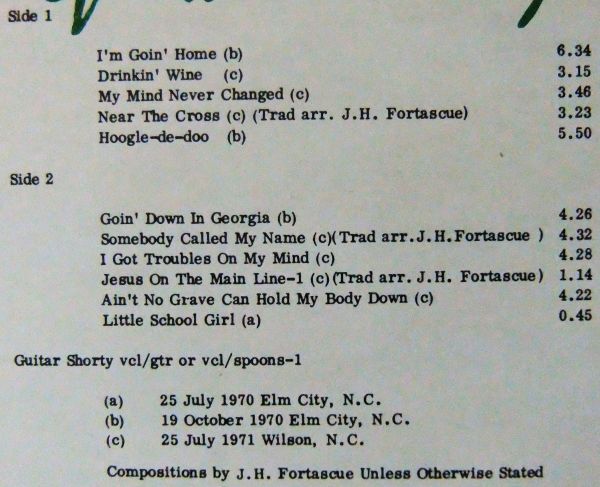 Side 1
I'm Goin' Home (b) 6.34
Drinkin' Wine (c) 3.15
My Mind Never Changed (c) 3.46
Near The Cross (c) (Trad arr. J.H. Fortascue) 3.23
Hoogle-de-doo (b) 5.50
Side 2
Goin' Down In Georgia (b) 4.26
Somebody Called My Name (c)(Trad arr.J.H.Fortascue ) 4.32
I Got Troubles On My Mind (c) 4.28
Jesus On The Main Line-1 (c)(Trad arr. J.H. Fortascue) 1.14
Ain't No Grave Can Hold My Body Down (c) 4.22
Little School Girl (a) 0.45
Guitar Shorty vcl/gtr or vcl/spoons-1
(a) 25 July 1970 Elm City, N.C.
(b) 19 October 1970 Elm City, N.C.
(c) 25 July 1971 Wilson, N.C.
Compositions by J.H. Fortascue Unless Otherwise Stated